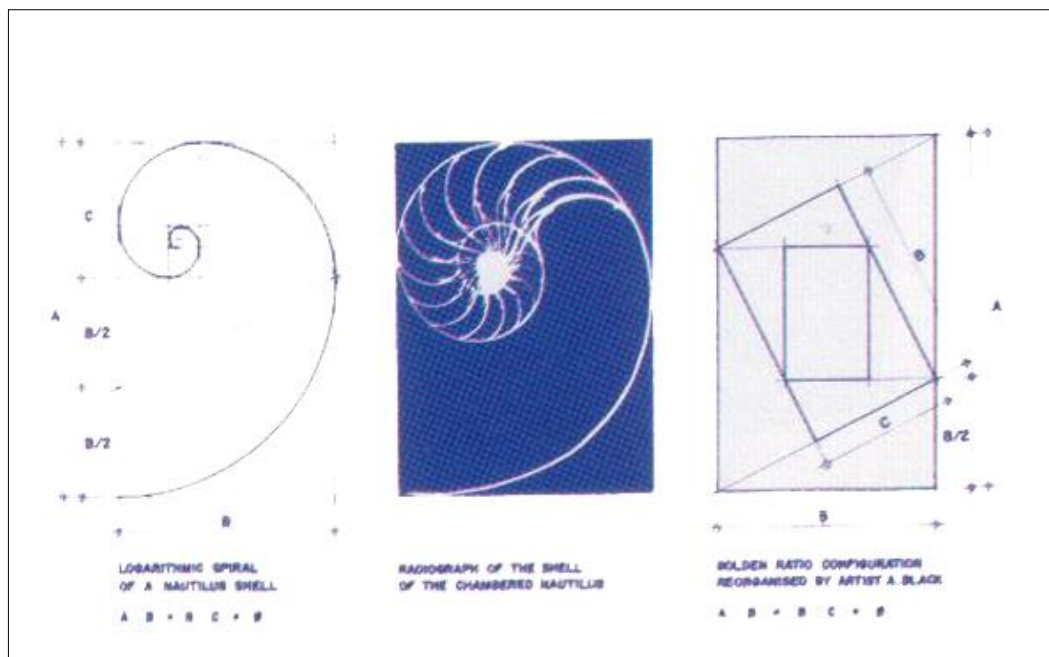 C
A
B/2
B/2
B
LOGARITHMIC SPIRAL
OF A NAUTILUS SHELL
A B = B C = Ø
RADIOGRAPH OF THE SHELL
OF THE CHAMBERED NAUTILUS
B
A
C
B/2
B
GOLDEN RATIO CONFIGURATION
REORGANISED BY ARTIST A BLACK
A B = B C = Ø